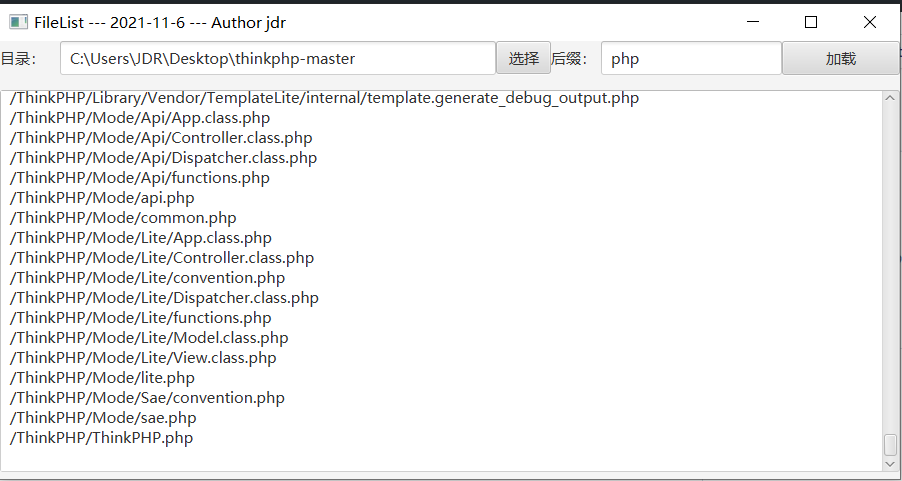 FileList --- 2021-11-6 --- Author jdr
目录: C:\Users\JDR\Desktop\thinkphp-master 选择 后缀: php 加载
/ThinkPHP/Library/Vendor/TemplateLite/internal/template.generate_debug_output.php
/ThinkPHP/Mode/Api/App.class.php
/ThinkPHP/Mode/Api/Controller.class.php
/ThinkPHP/Mode/Api/Dispatcher.class.php
/ThinkPHP/Mode/Api/functions.php
/ThinkPHP/Mode/api.php
/ThinkPHP/Mode/common.php
/ThinkPHP/Mode/Lite/App.class.php
/ThinkPHP/Mode/Lite/Controller.class.php
/ThinkPHP/Mode/Lite/convention.php
/ThinkPHP/Mode/Lite/Dispatcher.class.php
/ThinkPHP/Mode/Lite/functions.php
/ThinkPHP/Mode/Lite/Model.class.php
/ThinkPHP/Mode/Lite/View.class.php
/ThinkPHP/Mode/lite.php
/ThinkPHP/Mode/Sae/convention.php
/ThinkPHP/Mode/sae.php
/ThinkPHP/ThinkPHP.php